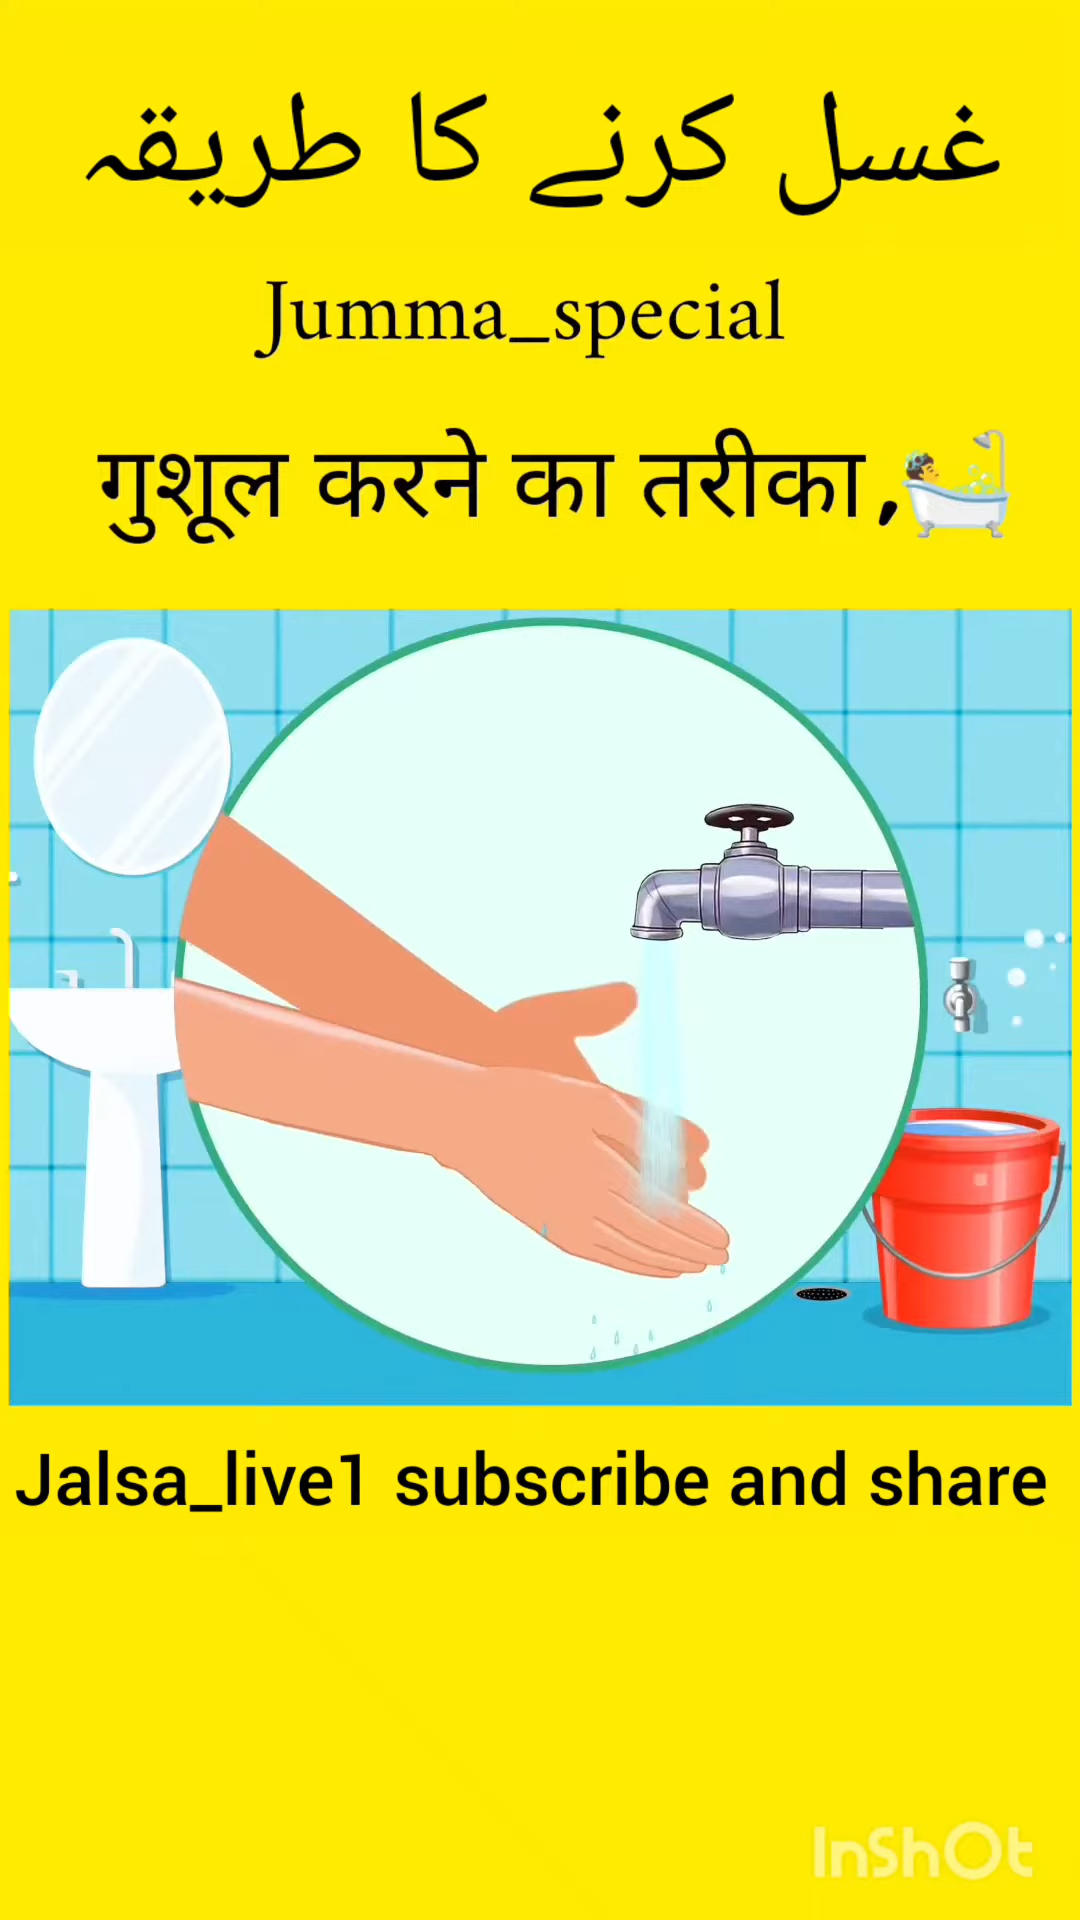 غسل کرنے کا طریقہ
Jumma_special
गुशूल करने का तरीका,
Jalsa_live1 subscribe and share
InShOt